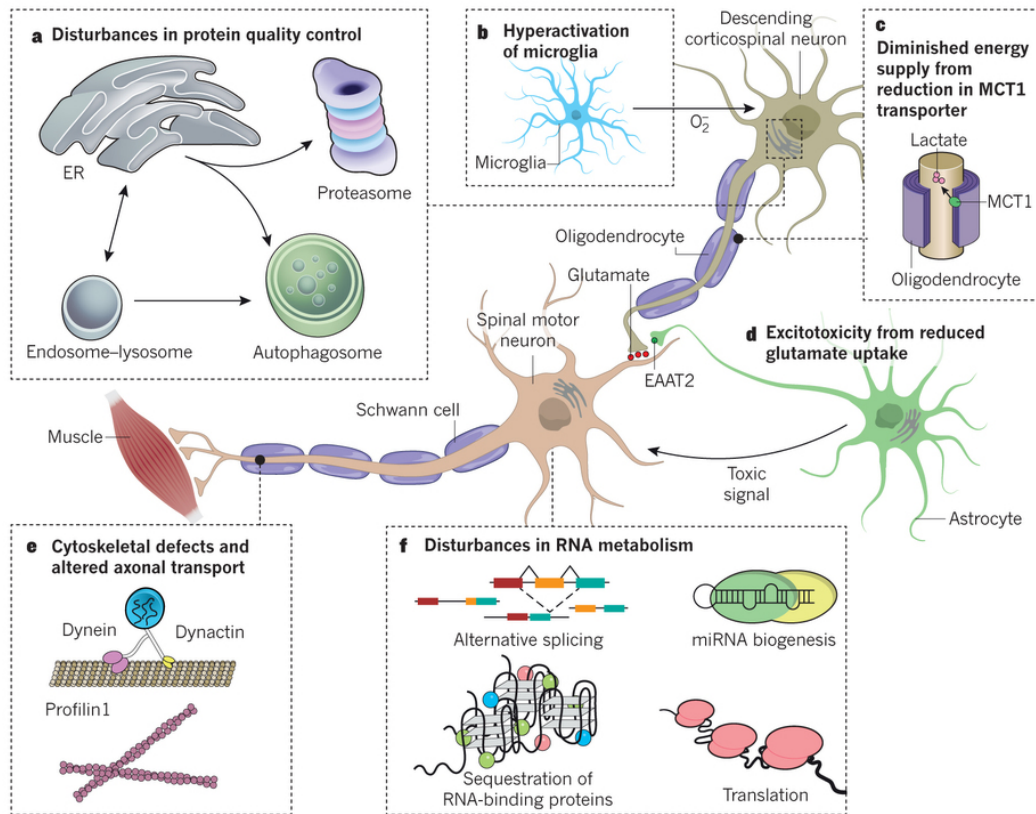 a Disturbances in protein quality control
ER
Proteasome
Endosome–lysosome
Autophagosome
b Hyperactivation
of microglia
Microglia
O₂⁻
Descending
corticospinal neuron
c
Diminished energy
supply from
reduction in MCT1
transporter
Lactate
MCT1
Oligodendrocyte
Oligodendrocyte
Glutamate
Spinal motor
neuron
EAAT2
d Excitotoxicity from reduced
glutamate uptake
Schwann cell
Muscle
Toxic
signal
Astrocyte
e Cytoskeletal defects and
altered axonal transport
Dynein
Dynactin
Profilin1
f Disturbances in RNA metabolism
Alternative splicing
miRNA biogenesis
Sequestration of
RNA-binding proteins
Translation